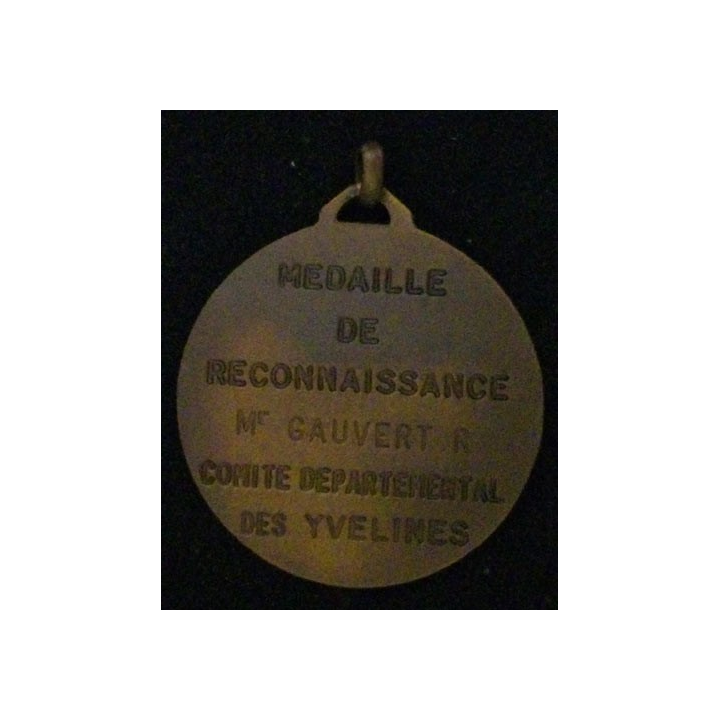 MEDAILLE
DE
RECONNAISSANCE
Mr GAUVERT R
COMITE DEPARTEMENTAL
DES YVELINES